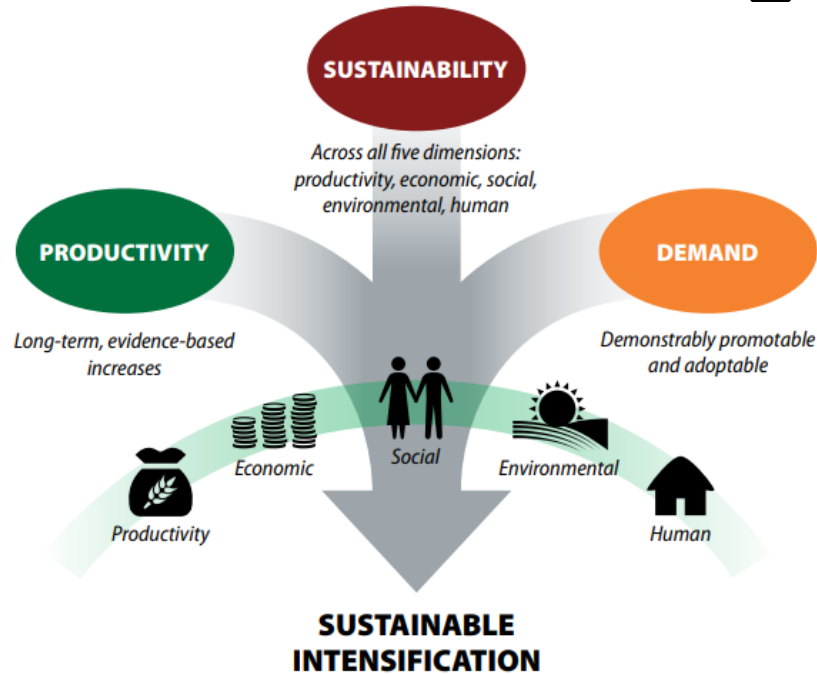 SUSTAINABILITY
Across all five dimensions:
productivity, economic, social,
environmental, human
PRODUCTIVITY
Long-term, evidence-based
increases
DEMAND
Demonstrably promotable
and adoptable
Productivity
Economic
Social
Environmental
Human
SUSTAINABLE
INTENSIFICATION